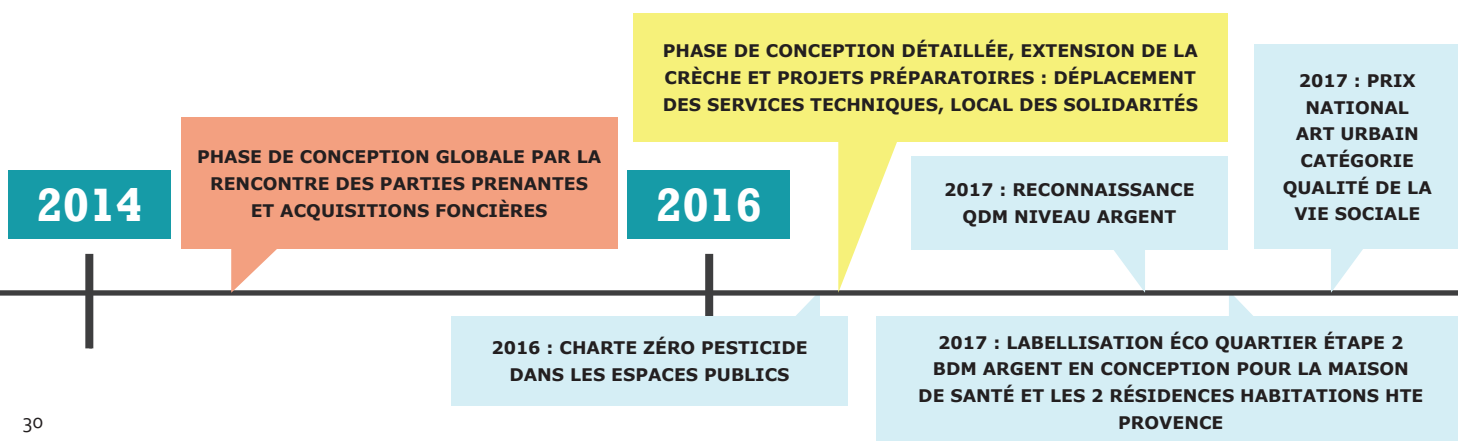 2014
PHASE DE CONCEPTION GLOBALE PAR LA
RENCONTRE DES PARTIES PRENANTES
ET ACQUISITIONS FONCIÈRES
2016
PHASE DE CONCEPTION DÉTAILLÉE, EXTENSION DE LA
CRÈCHE ET PROJETS PRÉPARATOIRES : DÉPLACEMENT
DES SERVICES TECHNIQUES, LOCAL DES SOLIDARITÉS
2017 : RECONNAISSANCE
QDM NIVEAU ARGENT
2017 : PRIX
NATIONAL
ART URBAIN
CATÉGORIE
QUALITÉ DE LA
VIE SOCIALE
2016 : CHARTE ZÉRO PESTICIDE
DANS LES ESPACES PUBLICS
2017 : LABELLISATION ÉCO QUARTIER ÉTAPE 2
BDM ARGENT EN CONCEPTION POUR LA MAISON
DE SANTÉ ET LES 2 RÉSIDENCES HABITATIONS HTE
PROVENCE
30